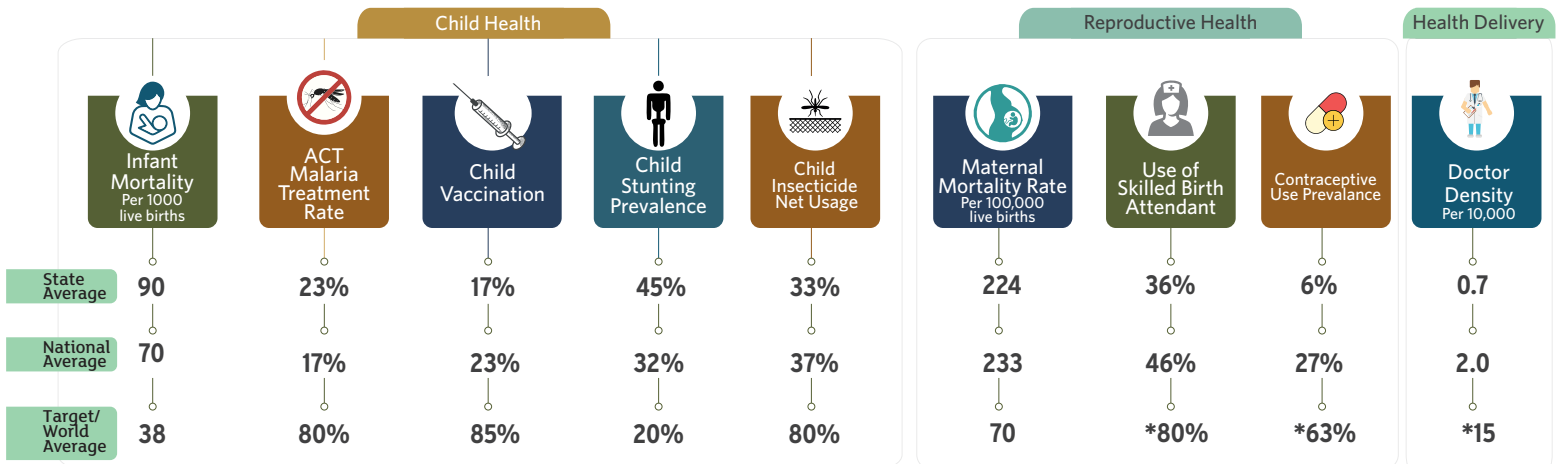 Child Health
Reproductive Health
Health Delivery
Infant
Mortality
Per 1000
live births
ACT
Malaria
Treatment
Rate
Child
Vaccination
Child
Stunting
Prevalence
Child
Insecticide
Net Usage
Maternal
Mortality Rate
Per 100,000
live births
Use of
Skilled Birth
Attendant
Contraceptive
Use Prevalance
Doctor
Density
Per 10,000
State
Average
90 23% 17% 45% 33% 224 36% 6% 0.7
National
Average
70 17% 23% 32% 37% 233 46% 27% 2.0
Target/
World
Average
38 80% 85% 20% 80% 70 *80% *63% *15